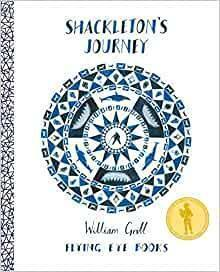 SHACKLETON'S
JOURNEY
William Grill
FLYING EYE BOOKS